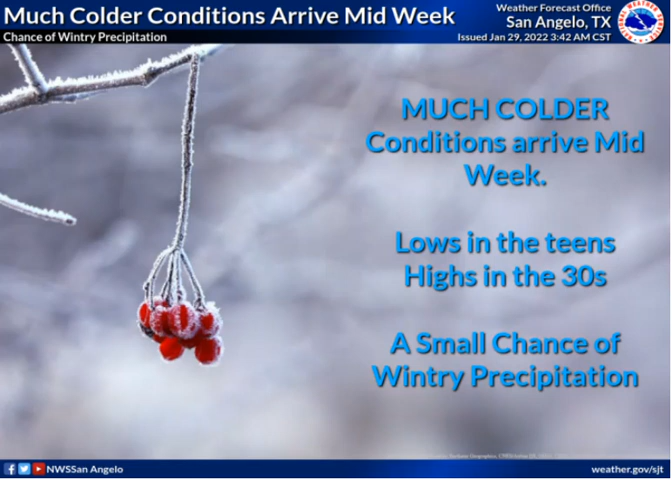 Much Colder Conditions Arrive Mid Week
Chance of Wintry Precipitation
Weather Forecast Office
San Angelo, TX
Issued Jan 29, 2022 3:42 AM CST
MUCH COLDER
Conditions arrive Mid
Week.
Lows in the teens
Highs in the 30s
A Small Chance of
Wintry Precipitation
NWSSan Angelo
weather.gov/sjt